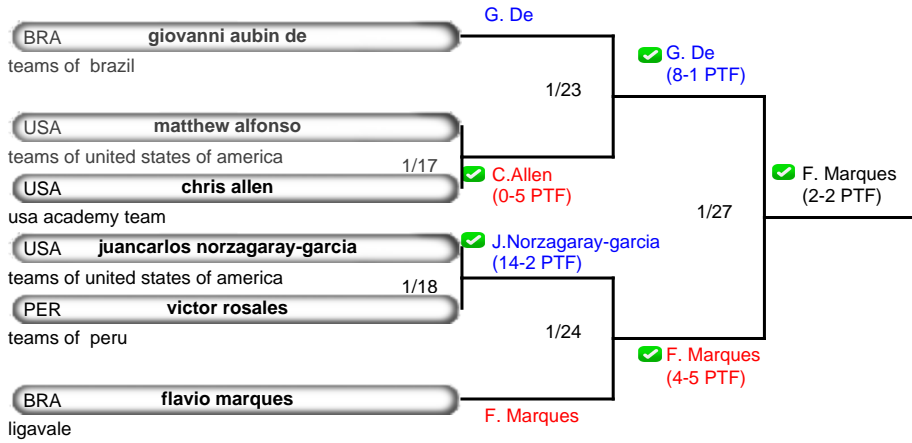 G. De
BRA giovanni aubin de
teams of brazil
G. De
(8-1 PTF)
1/23
USA matthew alfonso
teams of united states of america
1/17
USA chris allen
usa academy team
C.Allen
(0-5 PTF)
F. Marques
(2-2 PTF)
1/27
USA juancarlos norzagaray-garcia
teams of united states of america
J.Norzagaray-garcia
(14-2 PTF)
1/18
PER victor rosales
teams of peru
1/24
F. Marques
(4-5 PTF)
BRA flavio marques
ligavale
F. Marques